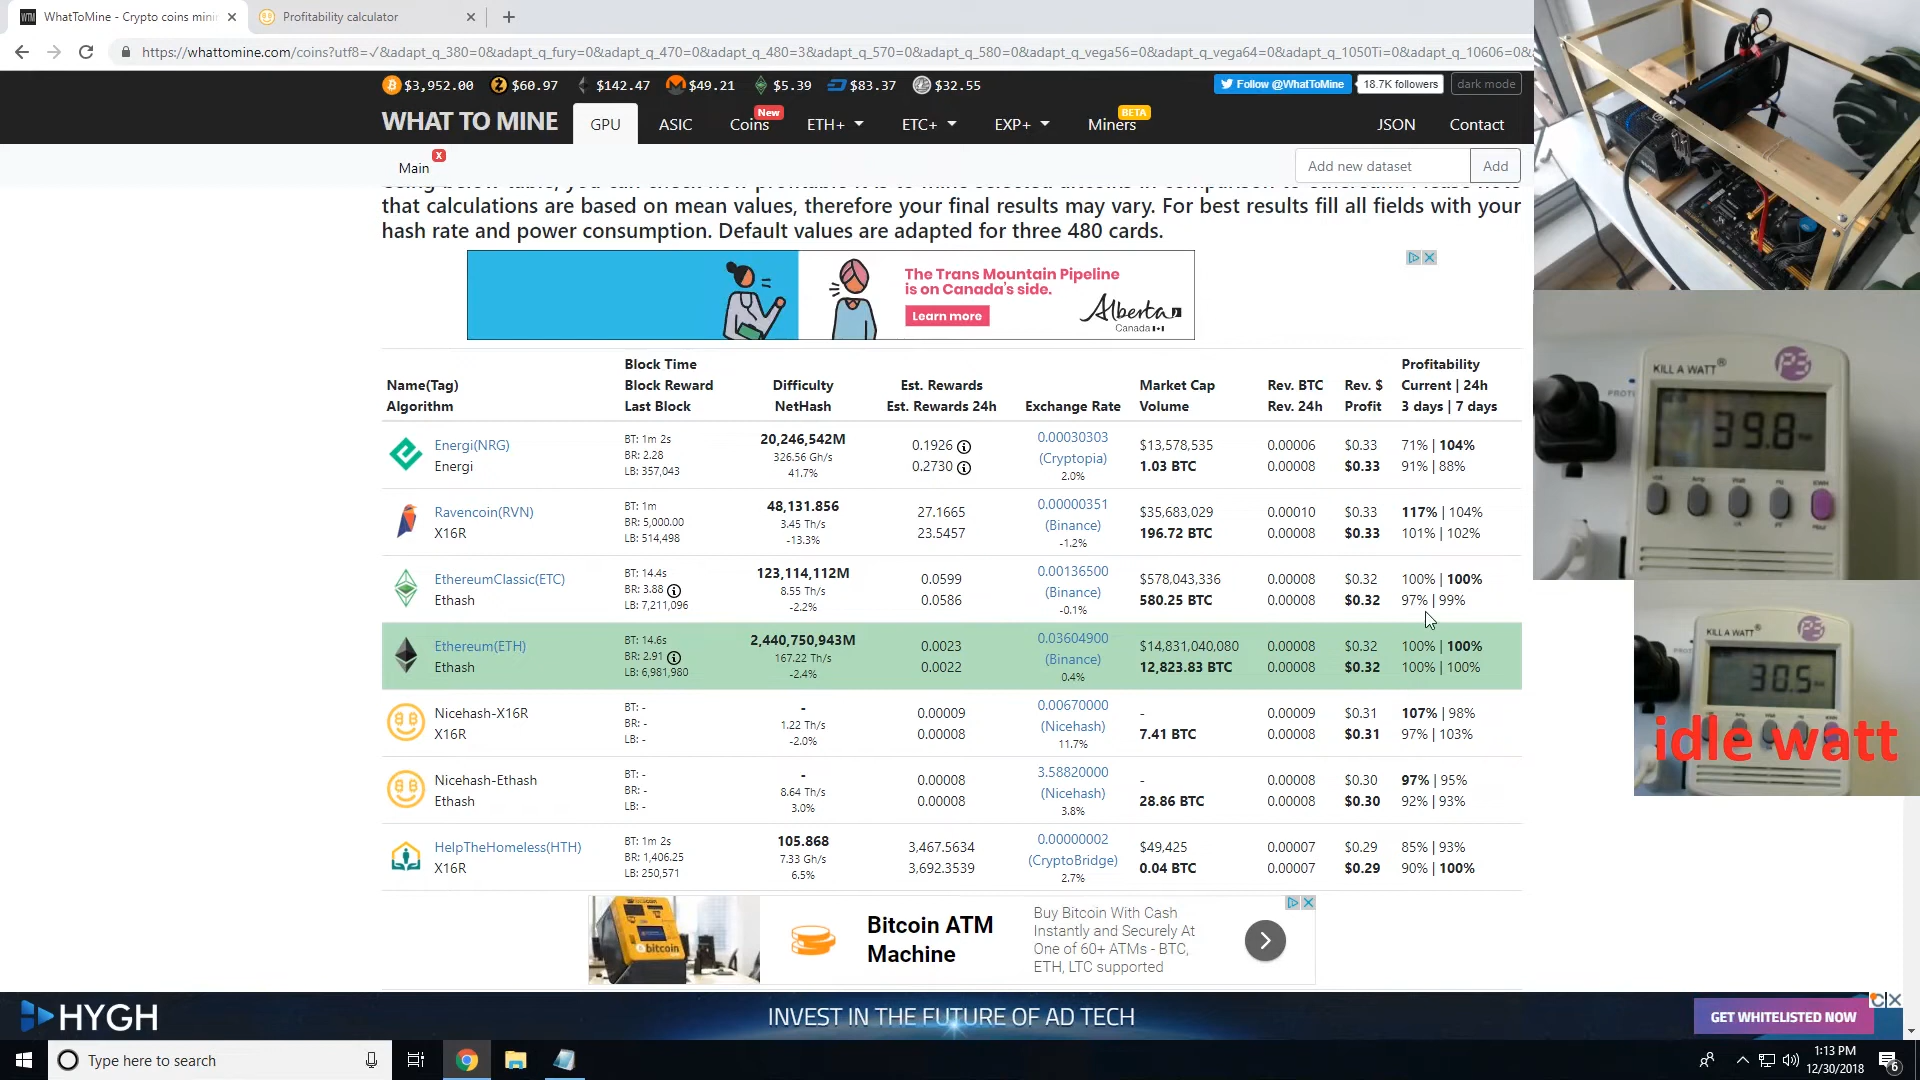 WhatToMine - Crypto coins mini
Profitability calculator
https://whattomine.com/coins?utf8=✓&adapt_q_380=0&adapt_q_fury=0&adapt_q_470=0&adapt_q_480=3&adapt_q_570=0&adapt_q_580=0&adapt_q_vega56=0&adapt_q_vega64=0&adapt_q_1050Ti=0&adapt_q_10606=0&
$3,952.00 $60.97 $142.47 $49.21 $5.39 $83.37 $32.55
Follow @WhatToMine 18.7K followers dark mode
WHAT TO MINE GPU ASIC Coins New ETH+ ETC+ EXP+ Miners BETA JSON Contact
Main x Add new dataset Add
that calculations are based on mean values, therefore your final results may vary. For best results fill all fields with your
hash rate and power consumption. Default values are adapted for three 480 cards.
The Trans Mountain Pipeline
is on Canada's side.
Learn more
Alberta
Canada
Name(Tag)
Algorithm
Block Time
Block Reward
Last Block
Difficulty
NetHash
Est. Rewards
Est. Rewards 24h
Exchange Rate
Market Cap
Volume
Rev. BTC
Rev. 24h
Rev. $
Profit
Profitability
Current | 24h
3 days | 7 days
Energi(NRG)
Energi
BT: 1m 2s
BR: 2.28
LB: 357,043
20,246,542M
326.56 Gh/s
41.7%
0.1926
0.2730
0.00030303
(Cryptopia)
2.0%
$13,578,535
1.03 BTC
0.00006
0.00008
$0.33
$0.33
71% | 104%
91% | 88%
Ravencoin(RVN)
X16R
BT: 1m
BR: 5,000.00
LB: 514,498
48,131.856
3.45 Th/s
-13.3%
27.1665
23.5457
0.00000351
(Binance)
-1.2%
$35,683,029
196.72 BTC
0.00010
0.00008
$0.33
$0.33
117% | 104%
101% | 102%
EthereumClassic(ETC)
Ethash
BT: 14.4s
BR: 3.88
LB: 7,211,096
123,114,112M
8.55 Th/s
-2.2%
0.0599
0.0586
0.00136500
(Binance)
-0.1%
$578,043,336
580.25 BTC
0.00008
0.00008
$0.32
$0.32
100% | 100%
97% | 99%
Ethereum(ETH)
Ethash
BT: 14.6s
BR: 2.91
LB: 6,981,980
2,440,750,943M
167.22 Th/s
-2.4%
0.0023
0.0022
0.03604900
(Binance)
0.4%
$14,831,040,080
12,823.83 BTC
0.00008
0.00008
$0.32
$0.32
100% | 100%
100% | 100%
Nicehash-X16R
X16R
BT: -
BR: -
LB: -
-
1.22 Th/s
-2.0%
0.00009
0.00008
0.00670000
(Nicehash)
11.7%
-
7.41 BTC
0.00009
0.00008
$0.31
$0.31
107% | 98%
97% | 103%
Nicehash-Ethash
Ethash
BT: -
BR: -
LB: -
-
8.64 Th/s
3.0%
0.00008
0.00008
3.58820000
(Nicehash)
3.8%
-
28.86 BTC
0.00008
0.00008
$0.30
$0.30
97% | 95%
92% | 93%
HelpTheHomeless(HTH)
X16R
BT: 1m 2s
BR: 1,406.25
LB: 250,571
105.868
7.33 Gh/s
6.5%
3,467.5634
3,692.3539
0.00000002
(CryptoBridge)
2.7%
$49,425
0.04 BTC
0.00007
0.00007
$0.29
$0.29
85% | 93%
90% | 100%
bitcoin
Bitcoin ATM
Machine
Buy Bitcoin With Cash
Instantly and Securely At
One of 60+ ATMs - BTC,
ETH, LTC supported
HYGH
INVEST IN THE FUTURE OF AD TECH
GET WHITELISTED NOW
KILL A WATT®
P3
39.8
KILL A WATT
P3
30.5
idle watt
Type here to search
1:13 PM
12/30/2018
6